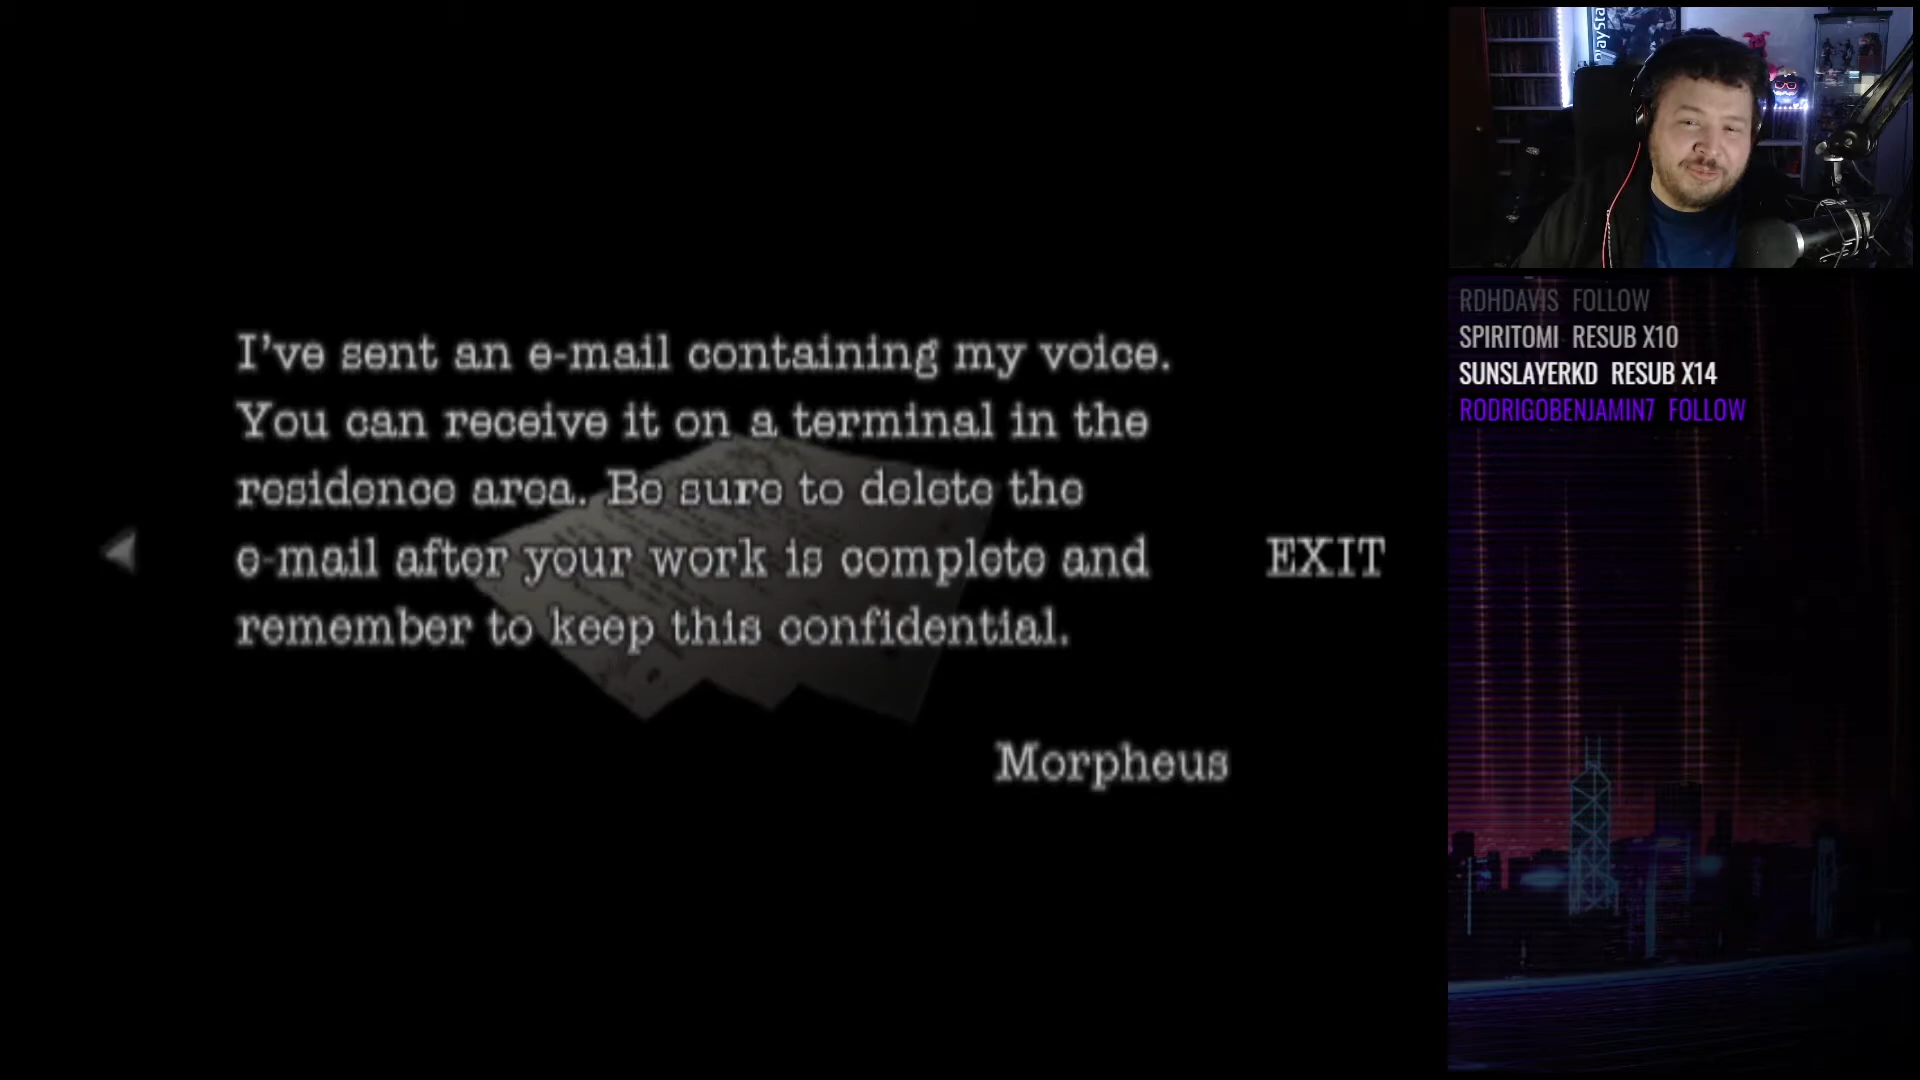 I've sent an e-mail containing my voice.
You can receive it on a terminal in the
residence area. Be sure to delete the
e-mail after your work is complete and
remember to keep this confidential.
EXIT
Morpheus
RDHDAVIS FOLLOW
SPIRITOMI RESUB X10
SUNSLAYERKD RESUB X14
RODRIGOBENJAMIN7 FOLLOW